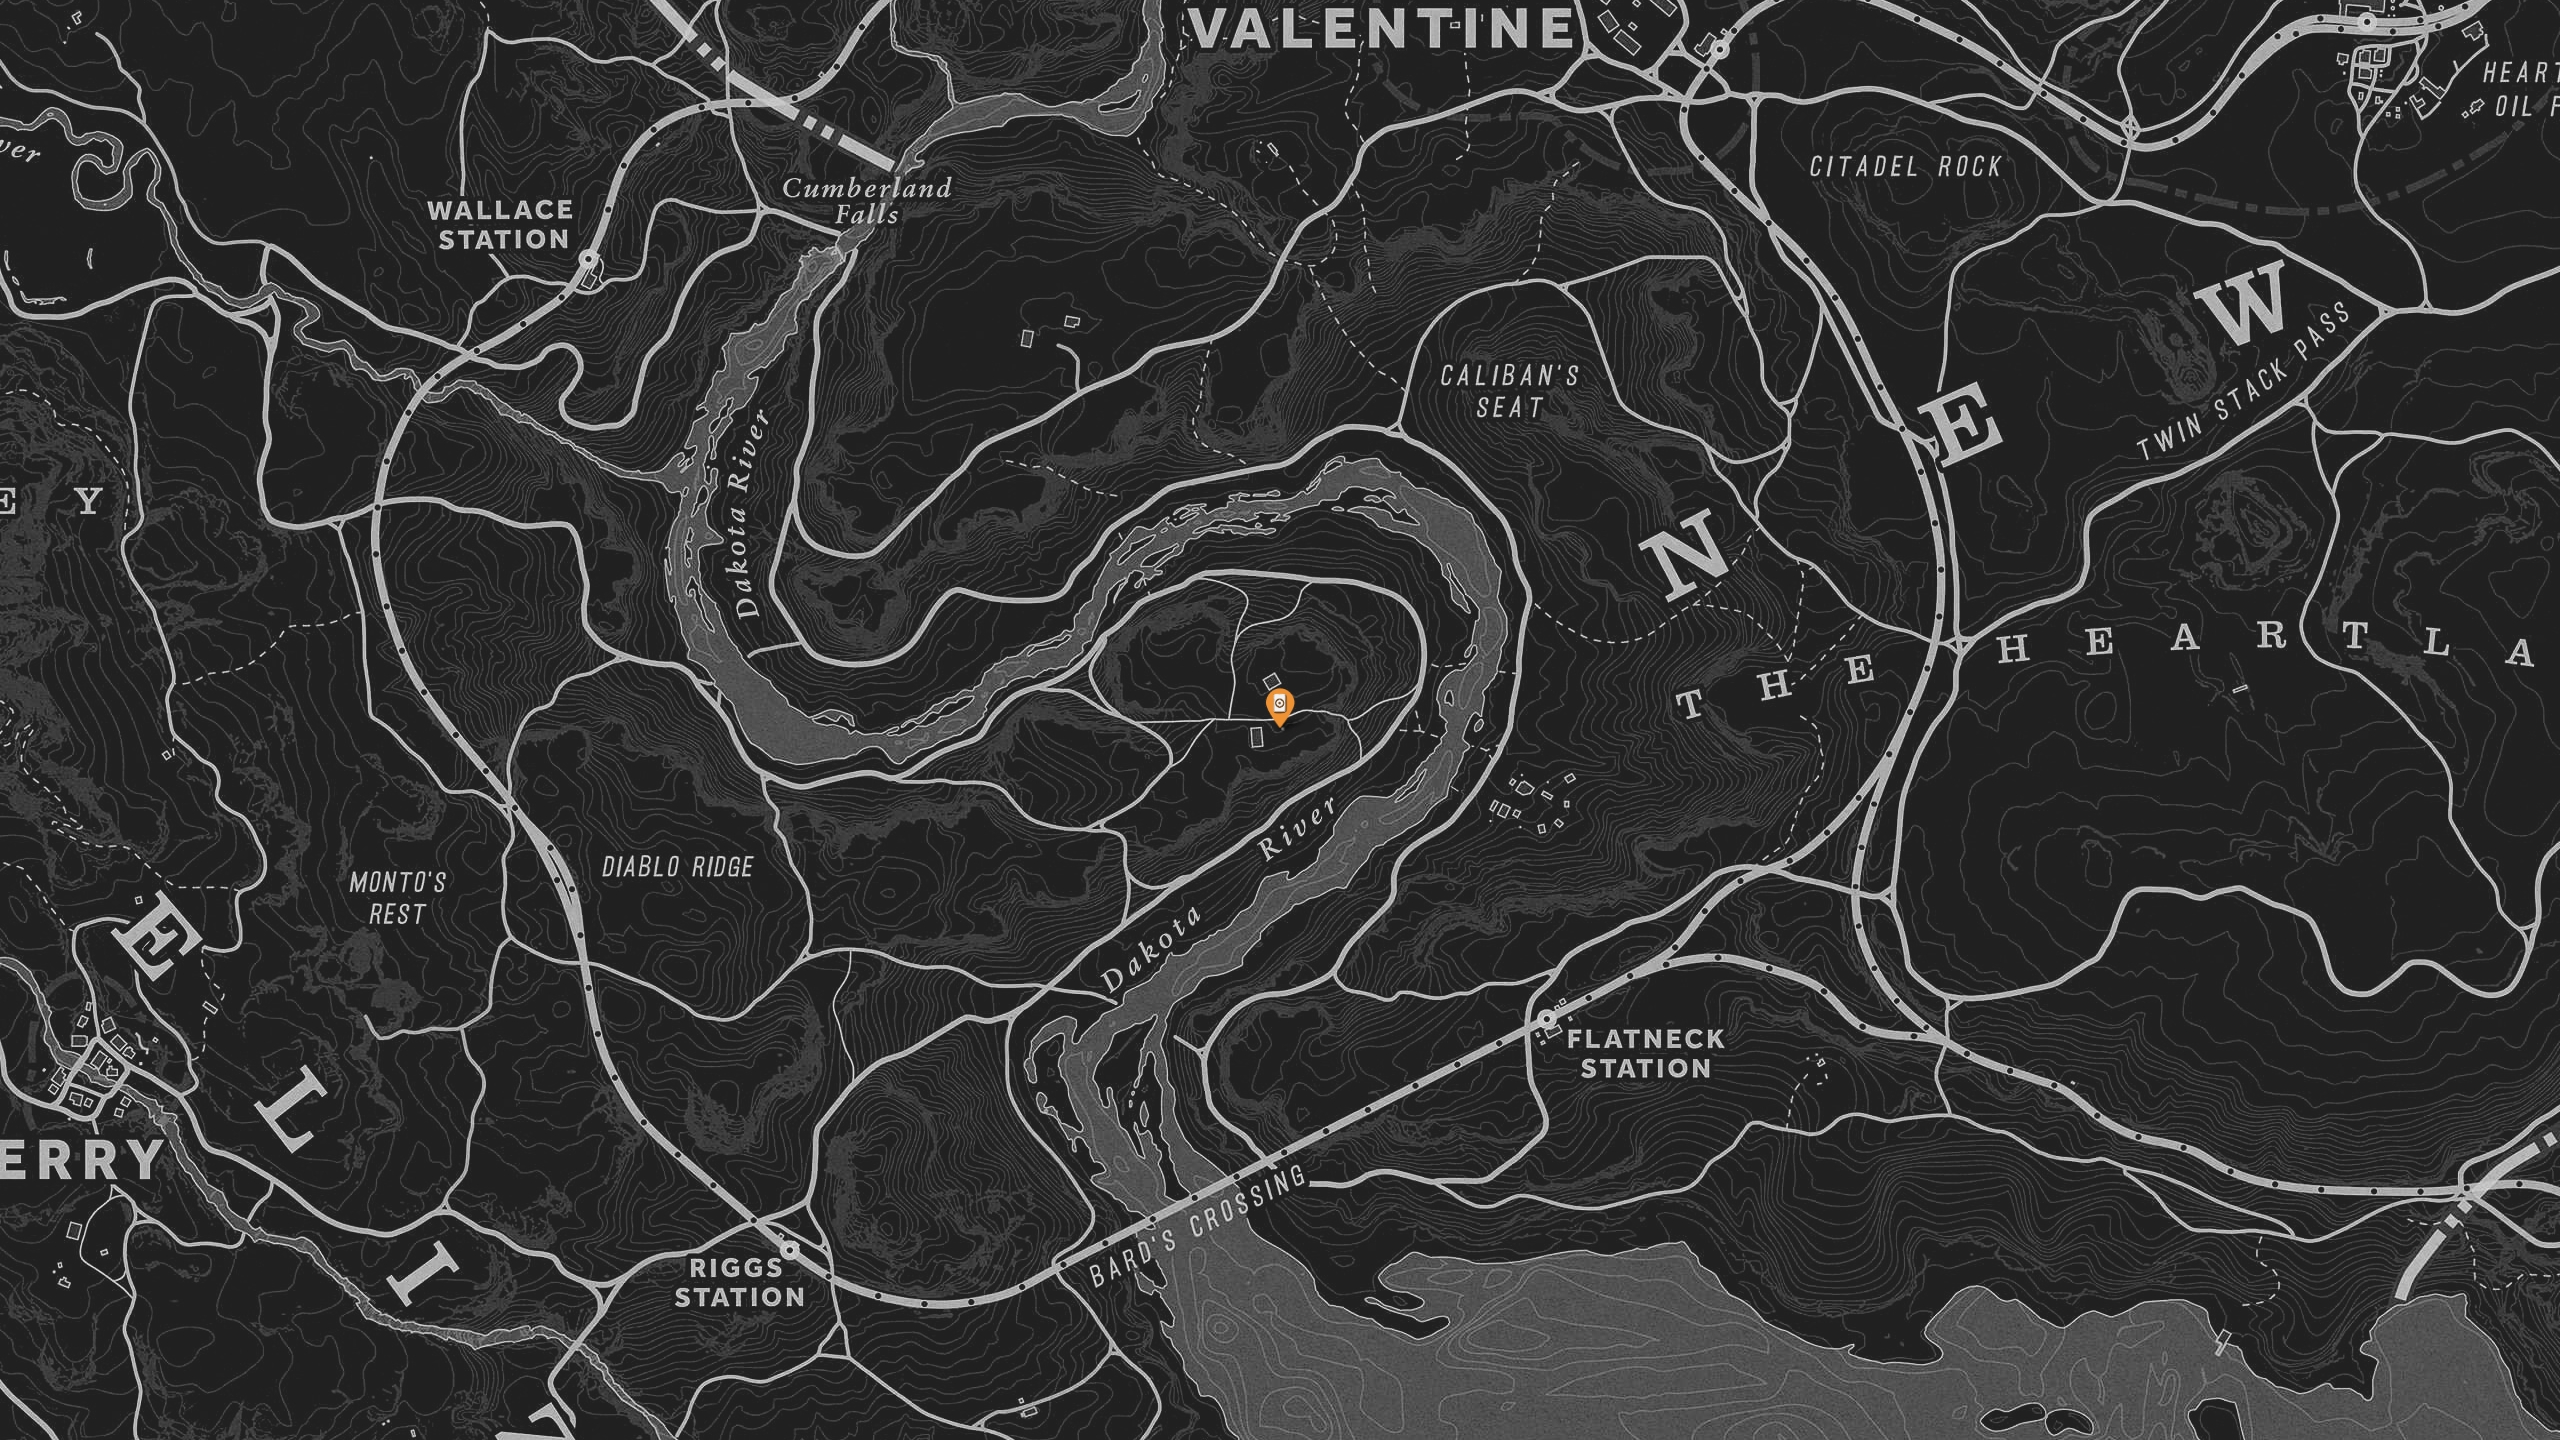 VALENTINE
HEART
OIL F
ver
CITADEL ROCK
Cumberland
Falls
WALLACE
STATION
W
TWIN STACK PASS
CALIBAN'S
SEAT
E
E Y
Dakota River
N
THE HEARTLA
Dakota River
DIABLO RIDGE
MONTO'S
REST
E
FLATNECK
STATION
L
ERRY
BARD'S CROSSING
I
RIGGS
STATION
V